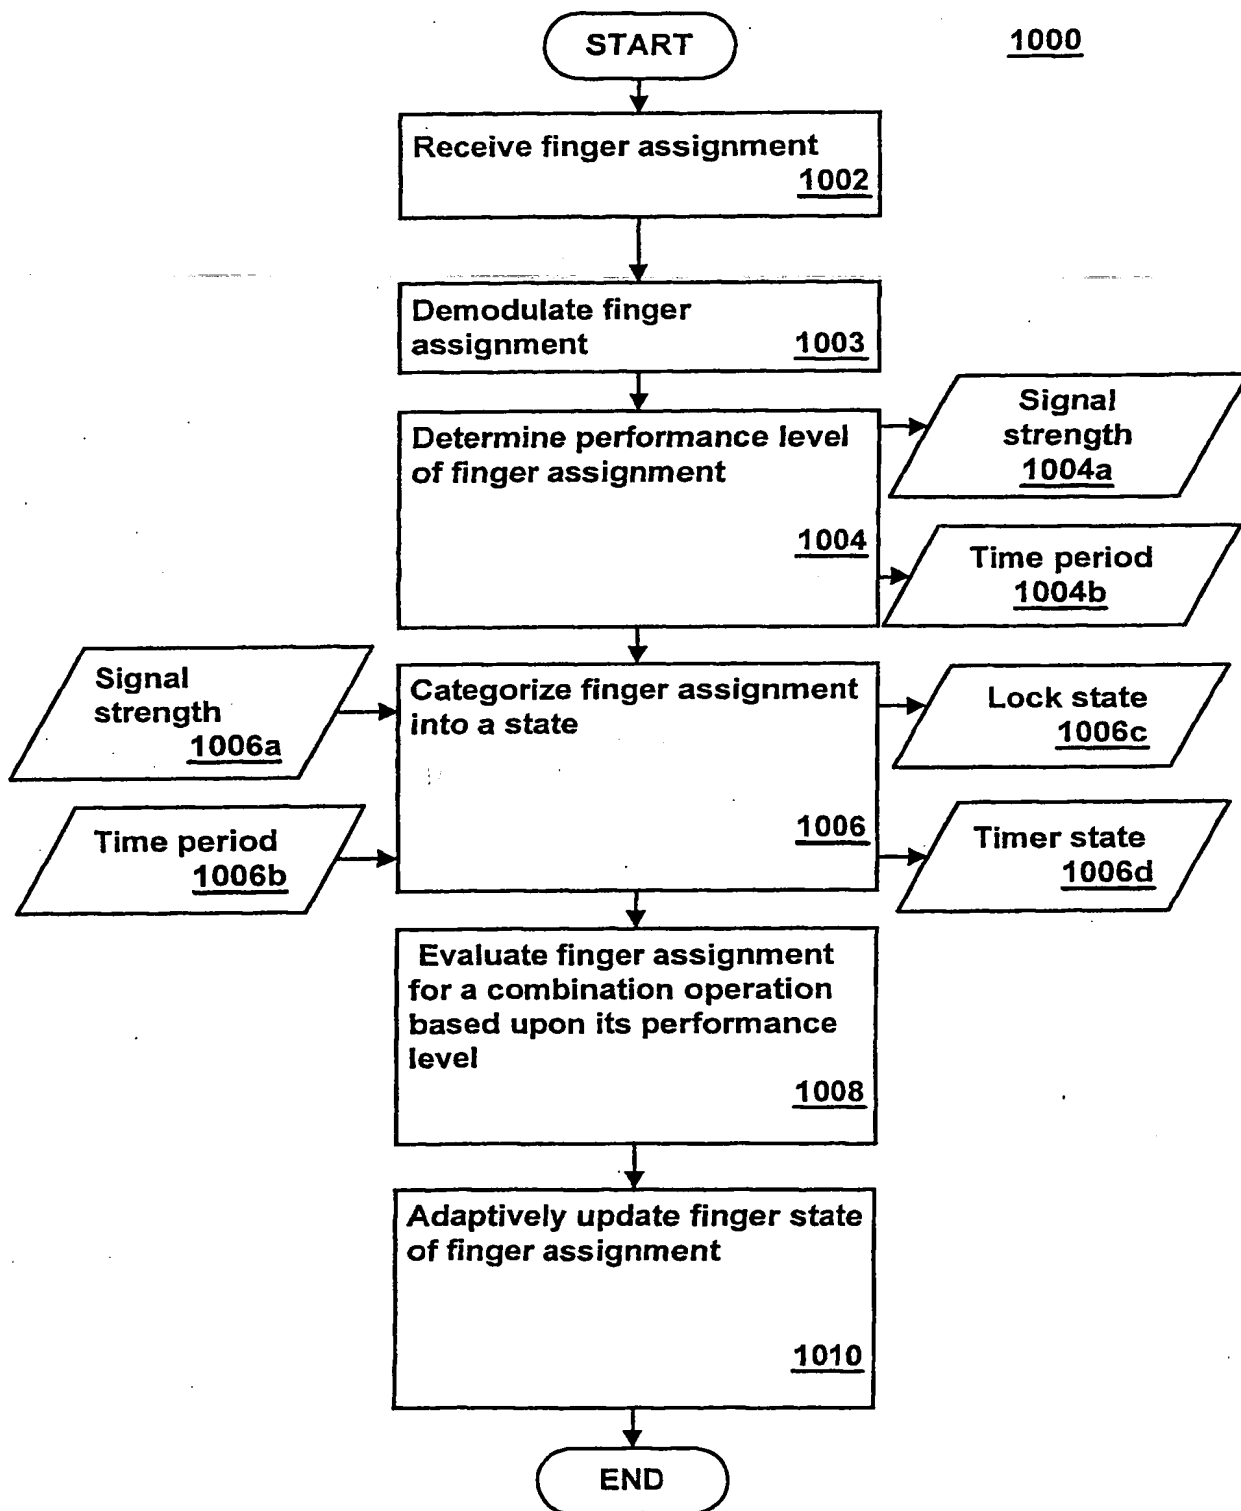 START
1000
Receive finger assignment
1002
Demodulate finger
assignment
1003
Determine performance level
of finger assignment
1004
Signal
strength
1004a
Time period
1004b
Signal
strength
1006a
Time period
1006b
Categorize finger assignment
into a state
1006
Lock state
1006c
Timer state
1006d
Evaluate finger assignment
for a combination operation
based upon its performance
level
1008
Adaptively update finger state
of finger assignment
1010
END